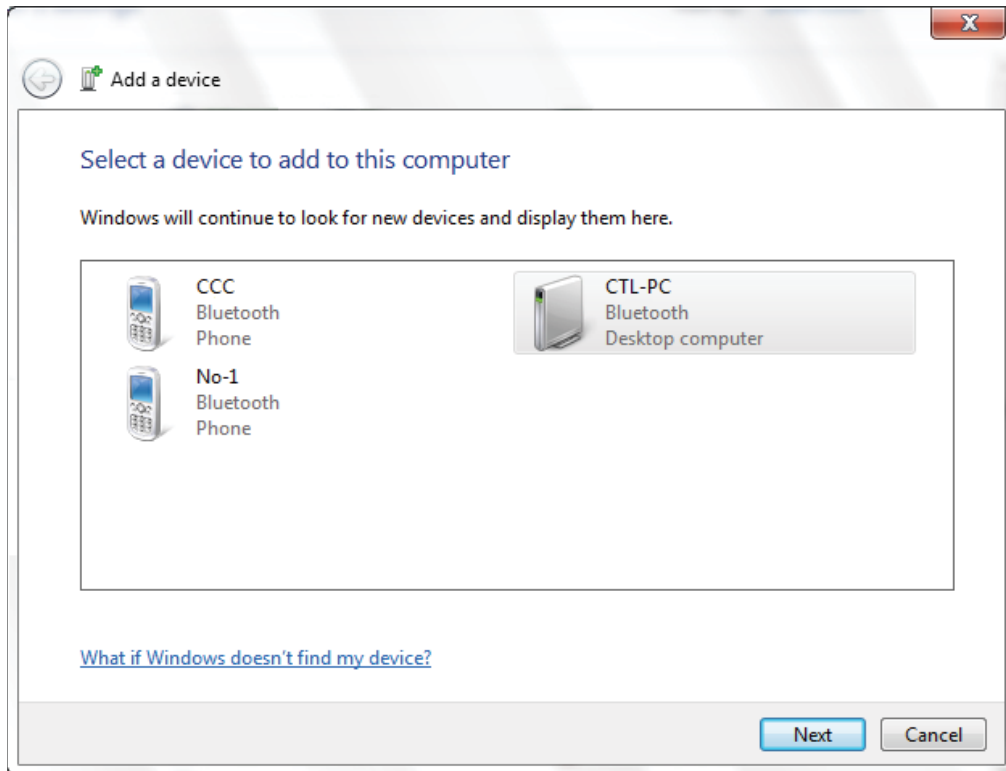 X
Add a device
Select a device to add to this computer
Windows will continue to look for new devices and display them here.
CCC
Bluetooth
Phone
CTL-PC
Bluetooth
Desktop computer
No-1
Bluetooth
Phone
What if Windows doesn't find my device?
Next
Cancel